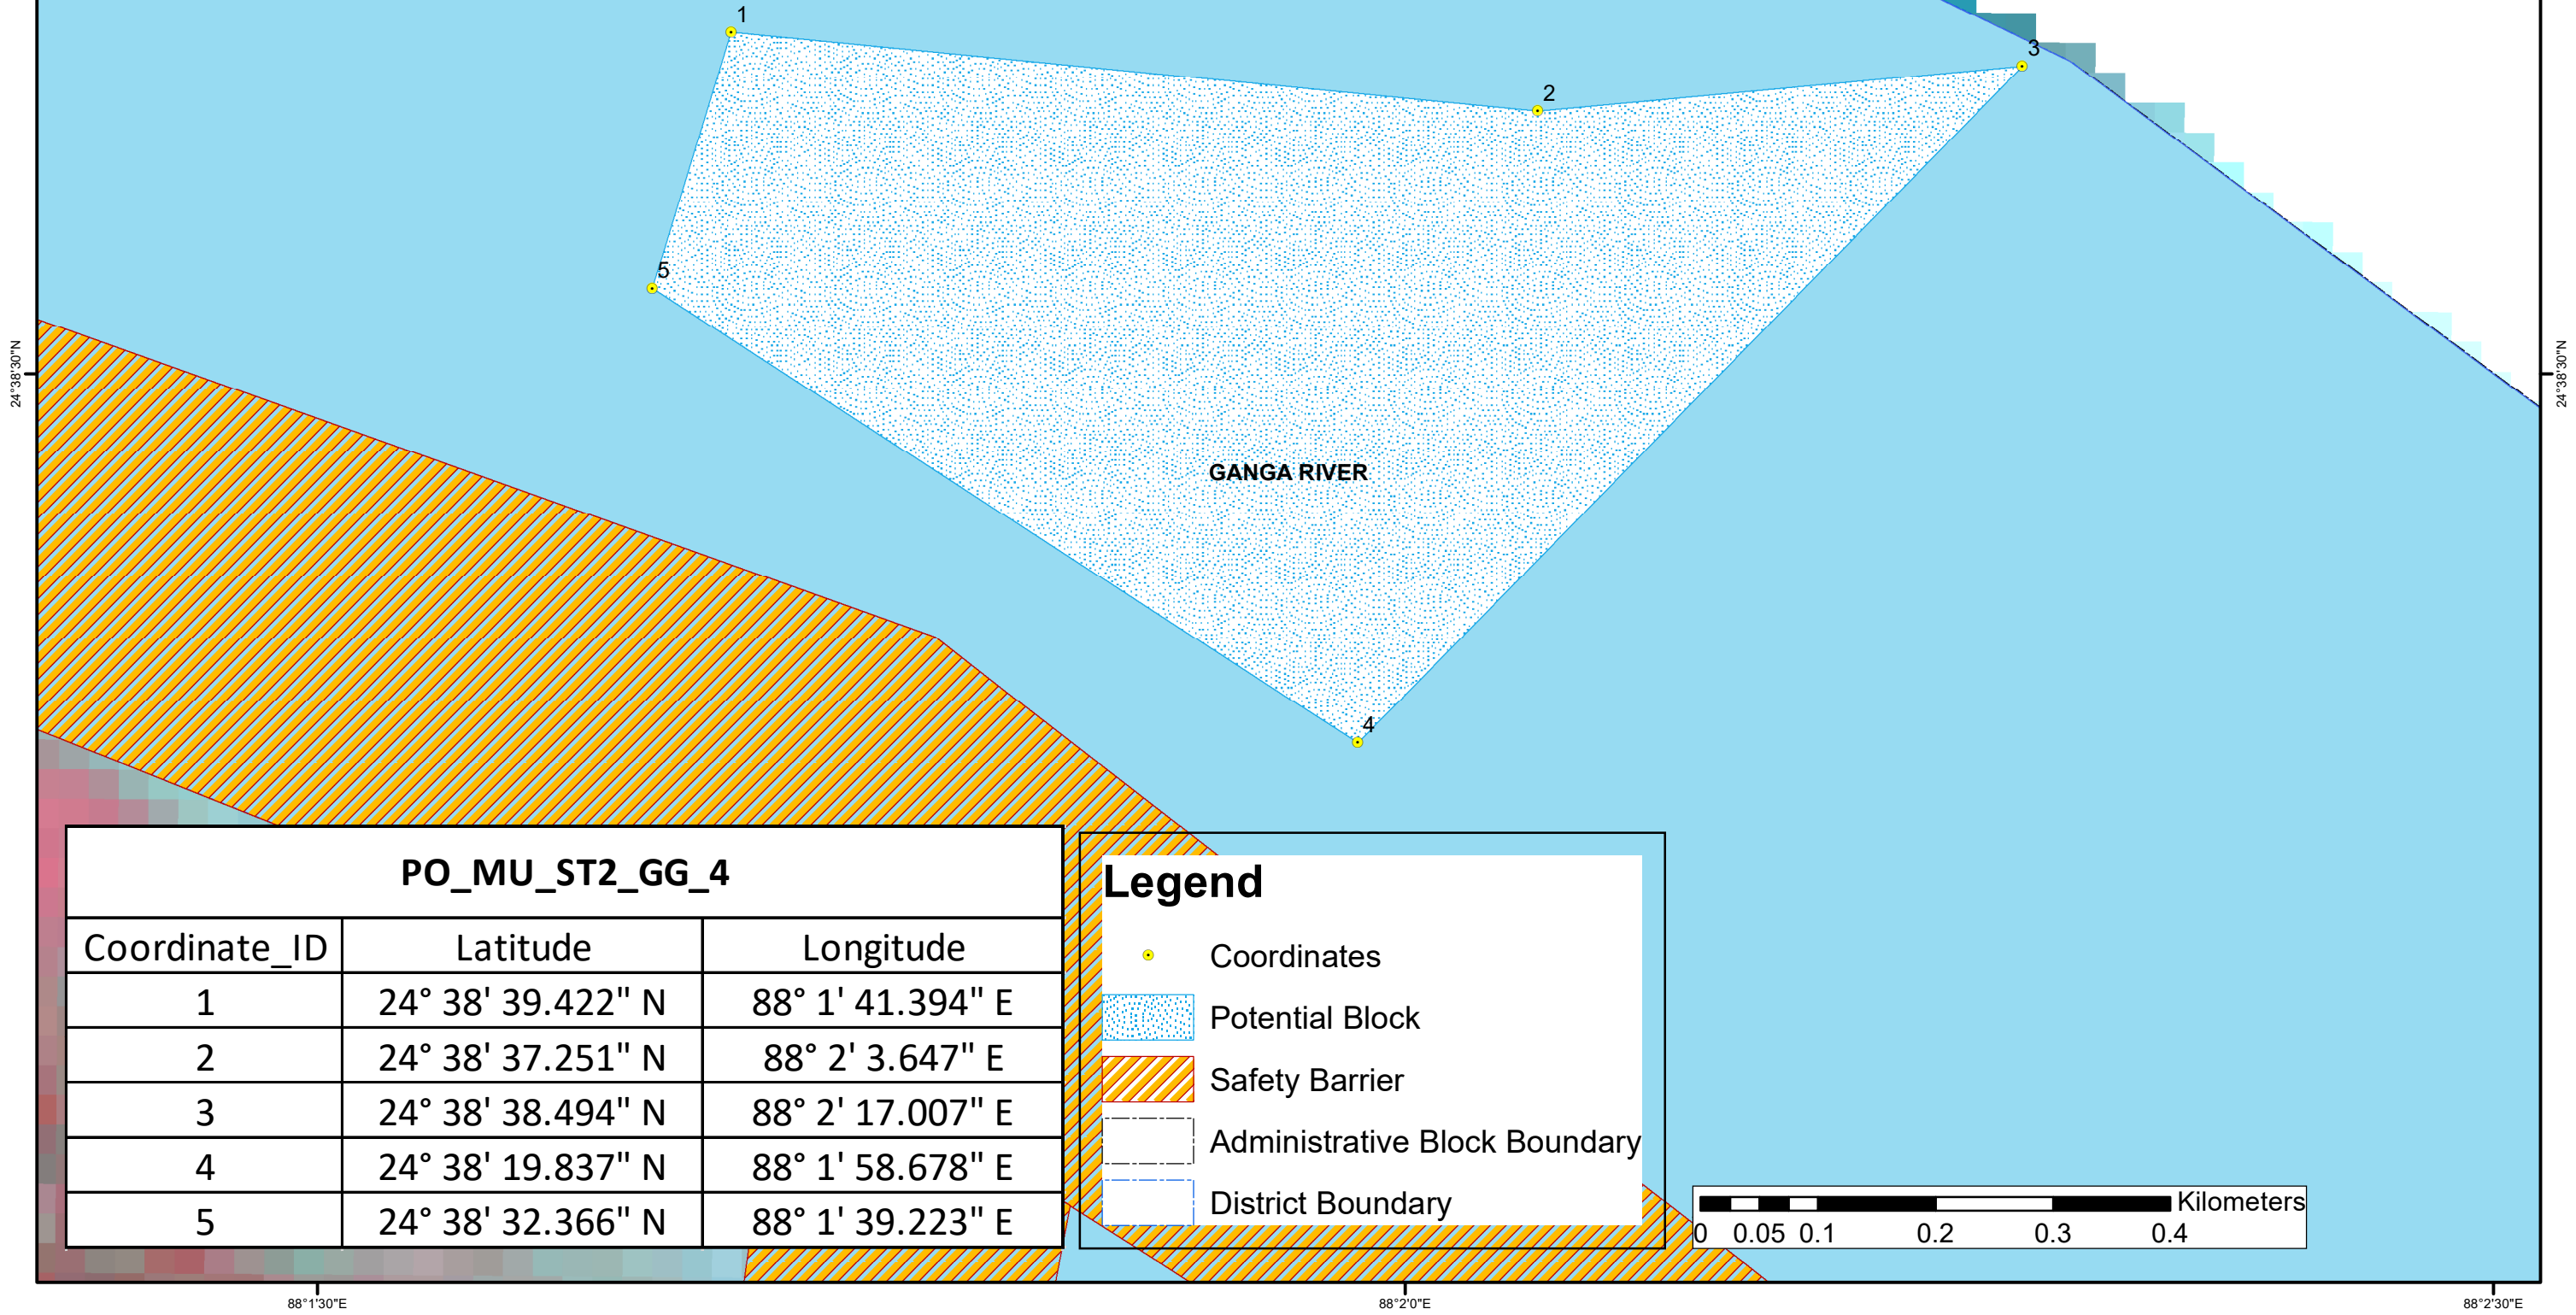 1
3
2
5
24°38'30"N
24°38'30"N
GANGA RIVER
4
PO_MU_ST2_GG_4
Coordinate_ID Latitude Longitude
1 24° 38' 39.422" N 88° 1' 41.394" E
2 24° 38' 37.251" N 88° 2' 3.647" E
3 24° 38' 38.494" N 88° 2' 17.007" E
4 24° 38' 19.837" N 88° 1' 58.678" E
5 24° 38' 32.366" N 88° 1' 39.223" E
Legend
Coordinates
Potential Block
Safety Barrier
Administrative Block Boundary
District Boundary
Kilometers
0 0.05 0.1 0.2 0.3 0.4
88°1'30"E 88°2'0"E 88°2'30"E